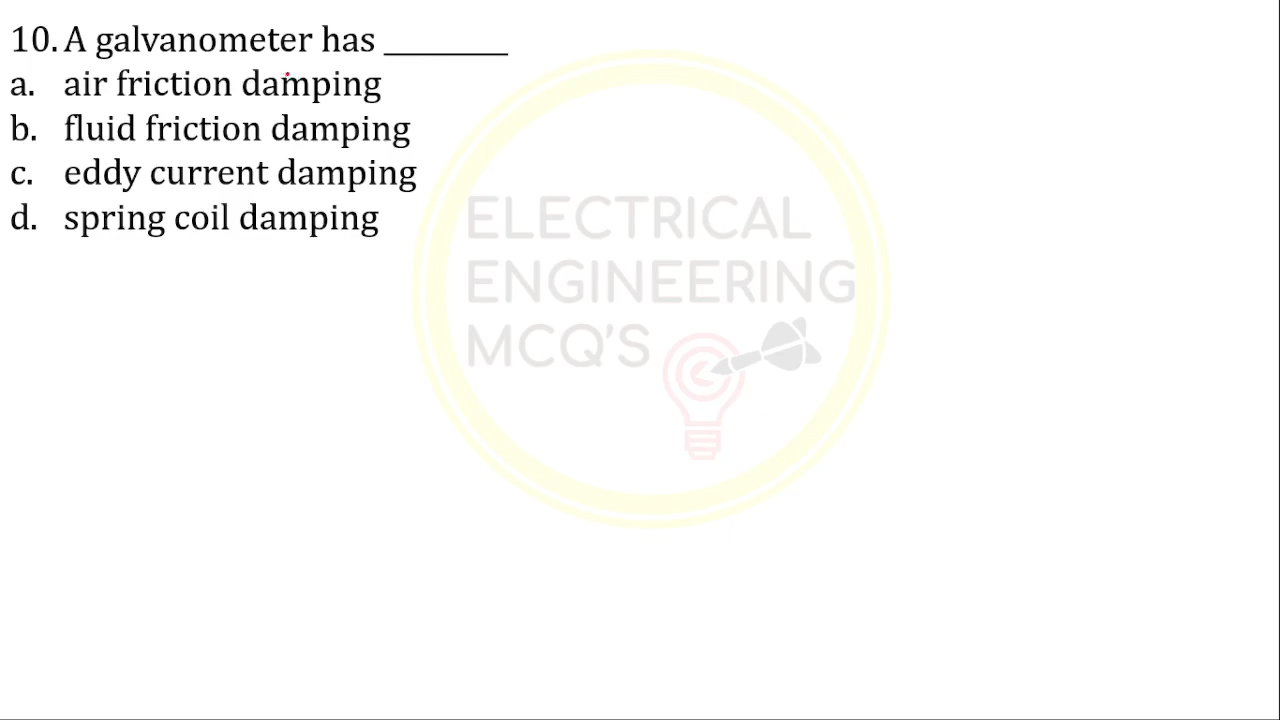 10. A galvanometer has ________
a. air friction damping
b. fluid friction damping
c. eddy current damping
d. spring coil damping
ELECTRICAL
ENGINEERING
MCQ'S